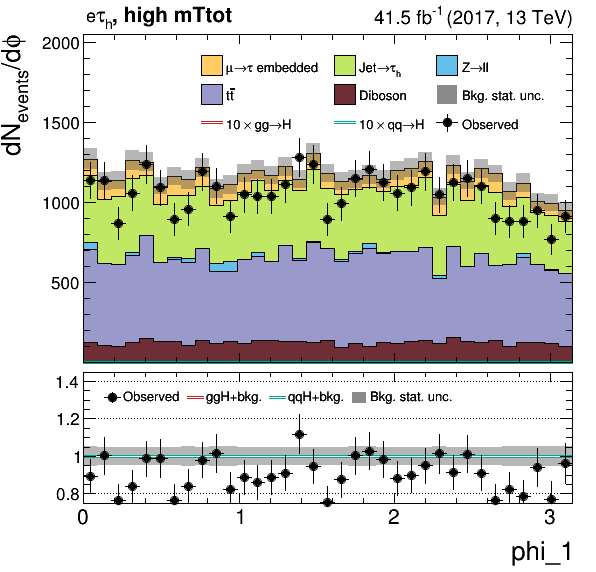 eτh, high mTtot 41.5 fb-1 (2017, 13 TeV)
dNevents/dϕ
2000
1500
1000
500
μ→τ embedded Jet→τh Z→ll
tt̄ Diboson Bkg. stat. unc.
10 × gg→H 10 × qq→H Observed
1.4
1.2
1
0.8
Observed ggH+bkg. qqH+bkg. Bkg. stat. unc.
0 1 2 3
phi_1